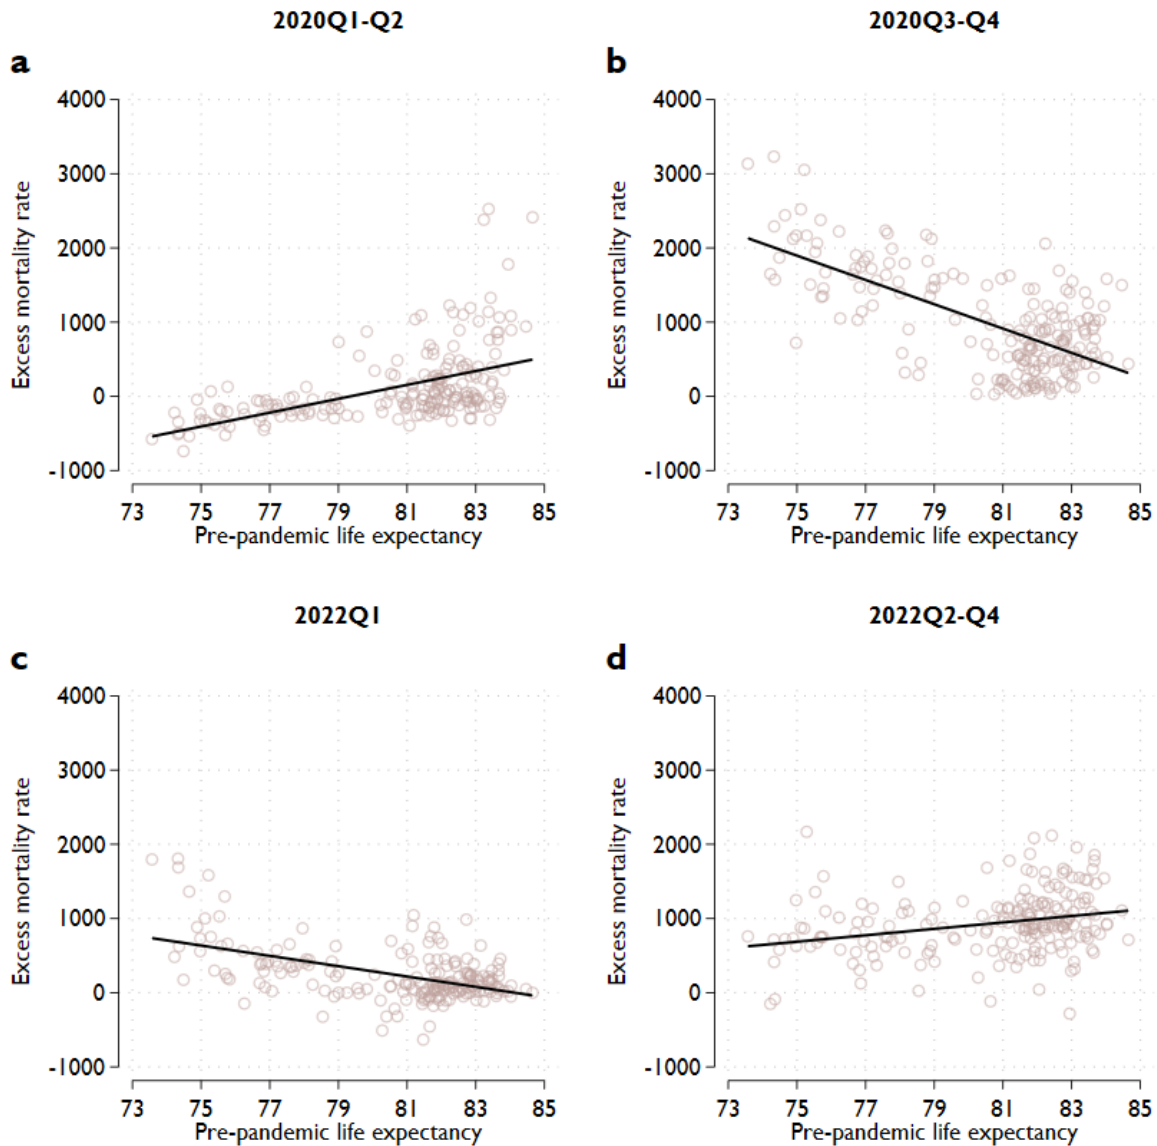 2020Q1-Q2
a
4000
3000
2000
1000
0
-1000
Excess mortality rate
73 75 77 79 81 83 85
Pre-pandemic life expectancy
2020Q3-Q4
b
4000
3000
2000
1000
0
-1000
Excess mortality rate
73 75 77 79 81 83 85
Pre-pandemic life expectancy
2022Q1
c
4000
3000
2000
1000
0
-1000
Excess mortality rate
73 75 77 79 81 83 85
Pre-pandemic life expectancy
2022Q2-Q4
d
4000
3000
2000
1000
0
-1000
Excess mortality rate
73 75 77 79 81 83 85
Pre-pandemic life expectancy